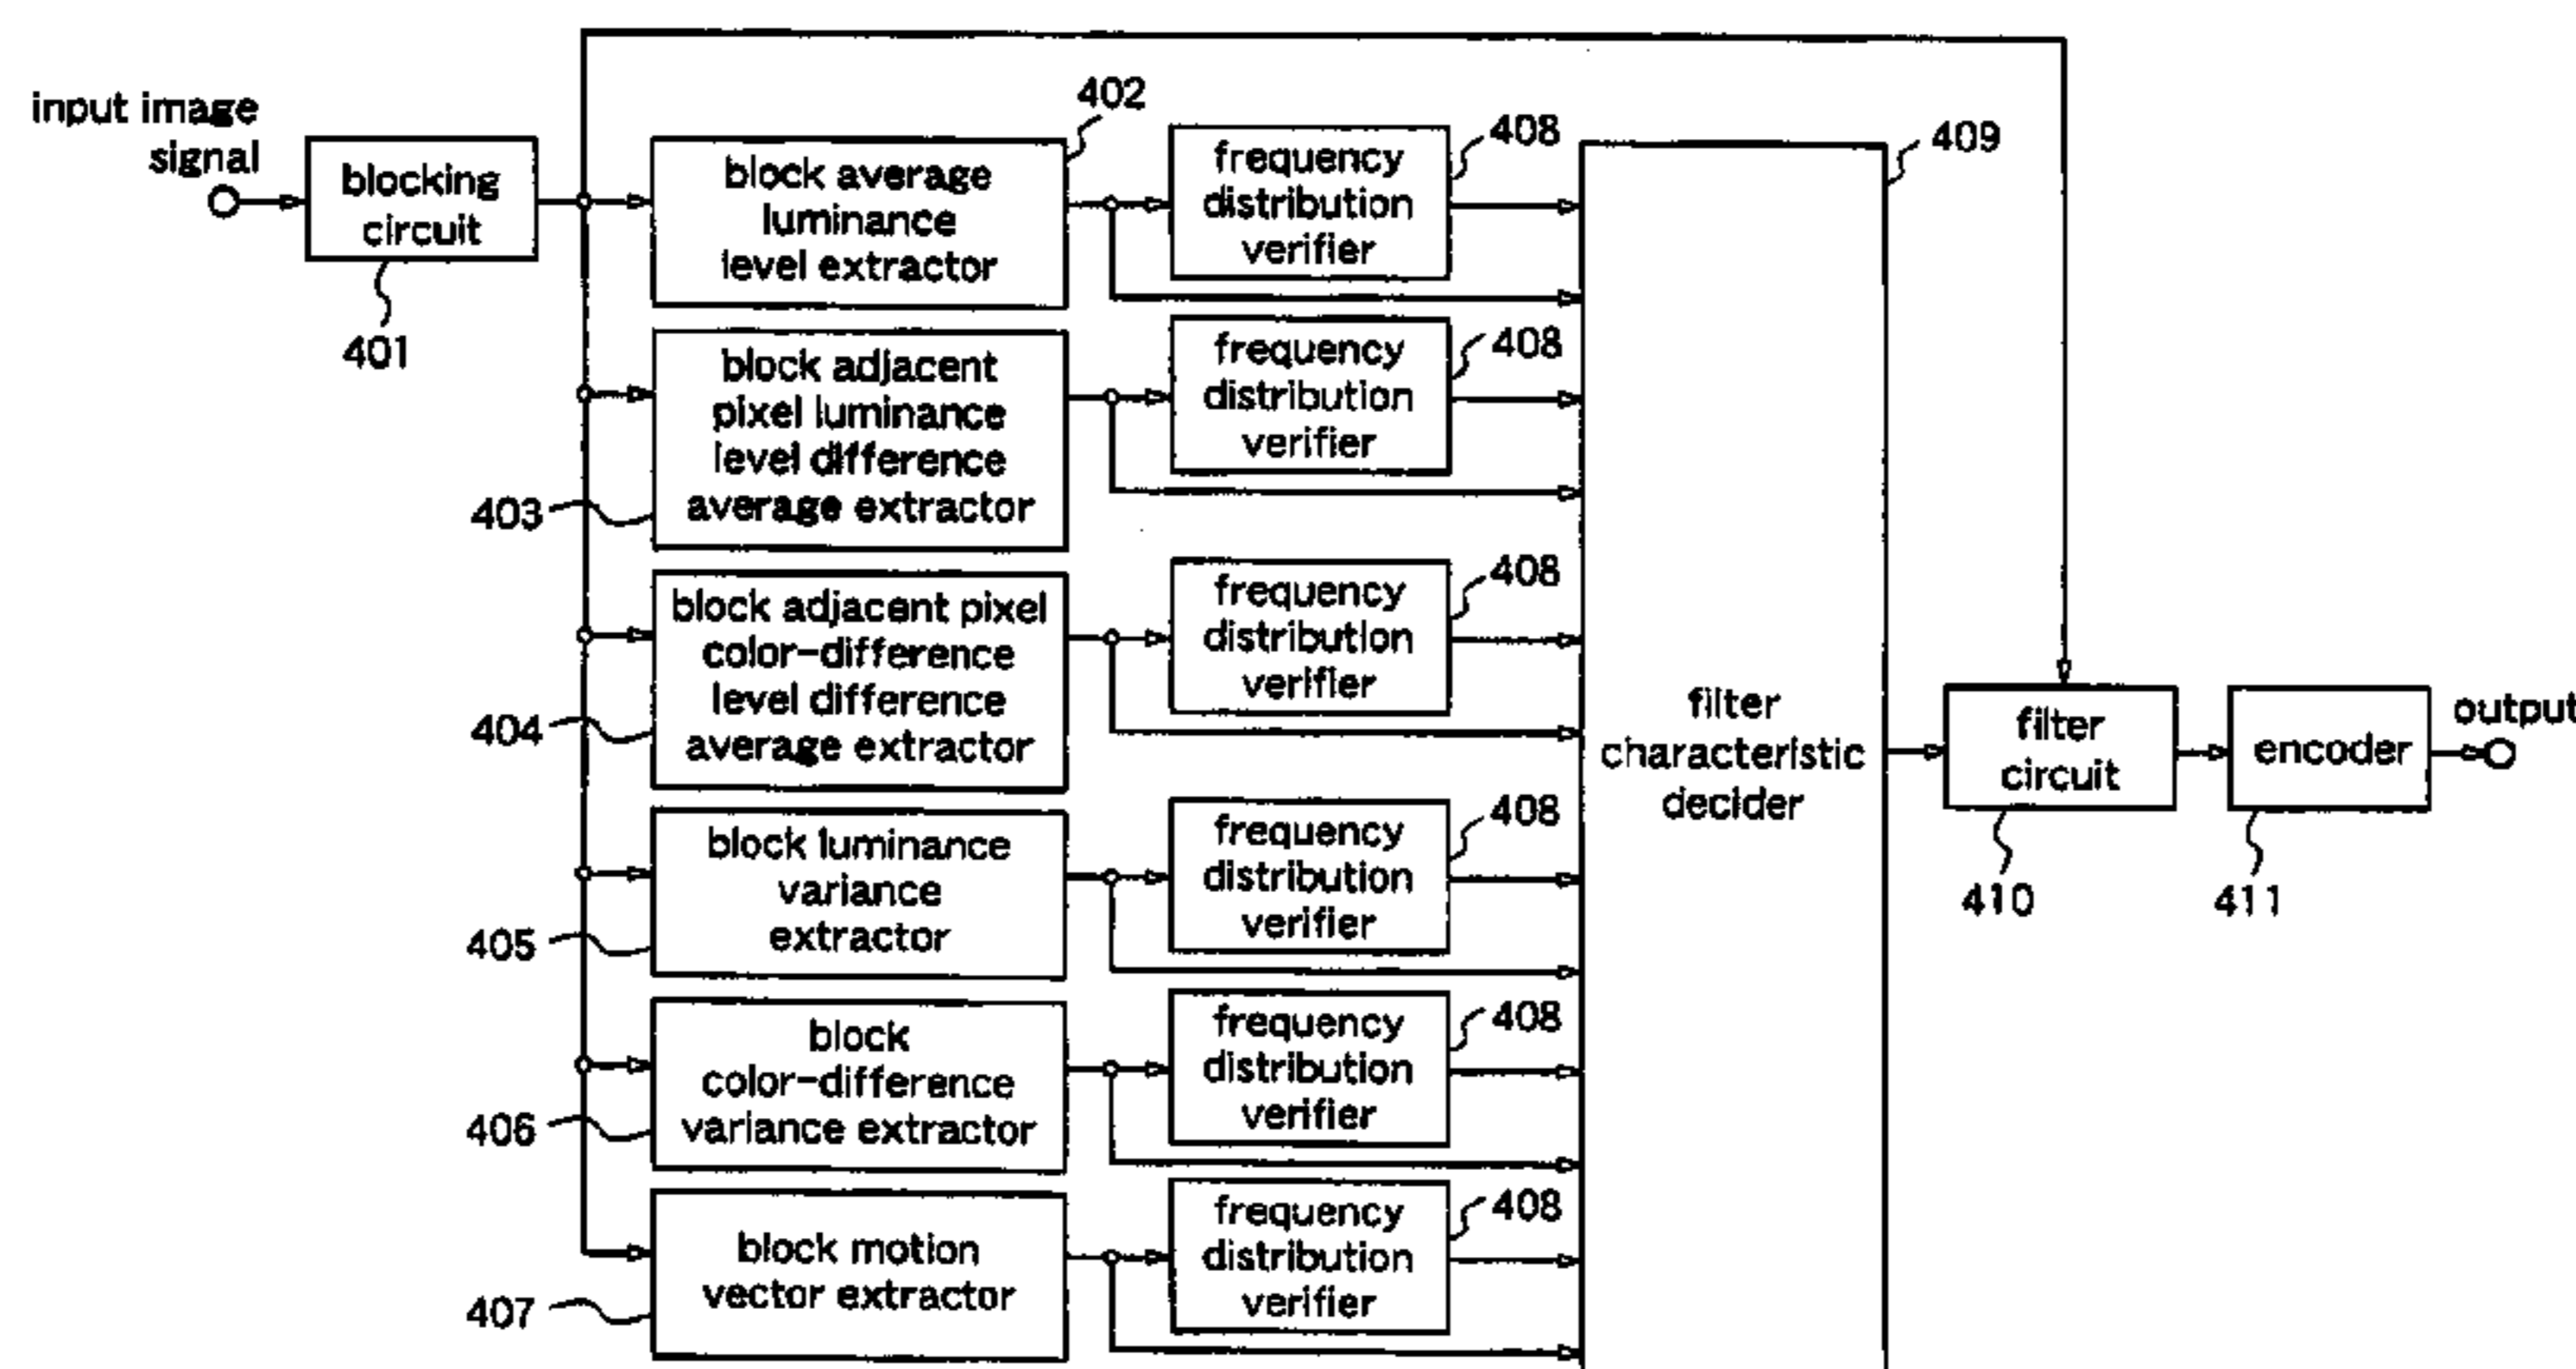 input image
signal
blocking
circuit
401
402
block average
luminance
level extractor
frequency
distribution
verifier
408
409
403
block adjacent
pixel luminance
level difference
average extractor
frequency
distribution
verifier
408
404
block adjacent pixel
color-difference
level difference
average extractor
frequency
distribution
verifier
408
filter
characteristic
decider
filter
circuit
410
encoder
411
output
405
block luminance
variance
extractor
frequency
distribution
verifier
408
406
block
color-difference
variance extractor
frequency
distribution
verifier
408
407
block motion
vector extractor
frequency
distribution
verifier
408